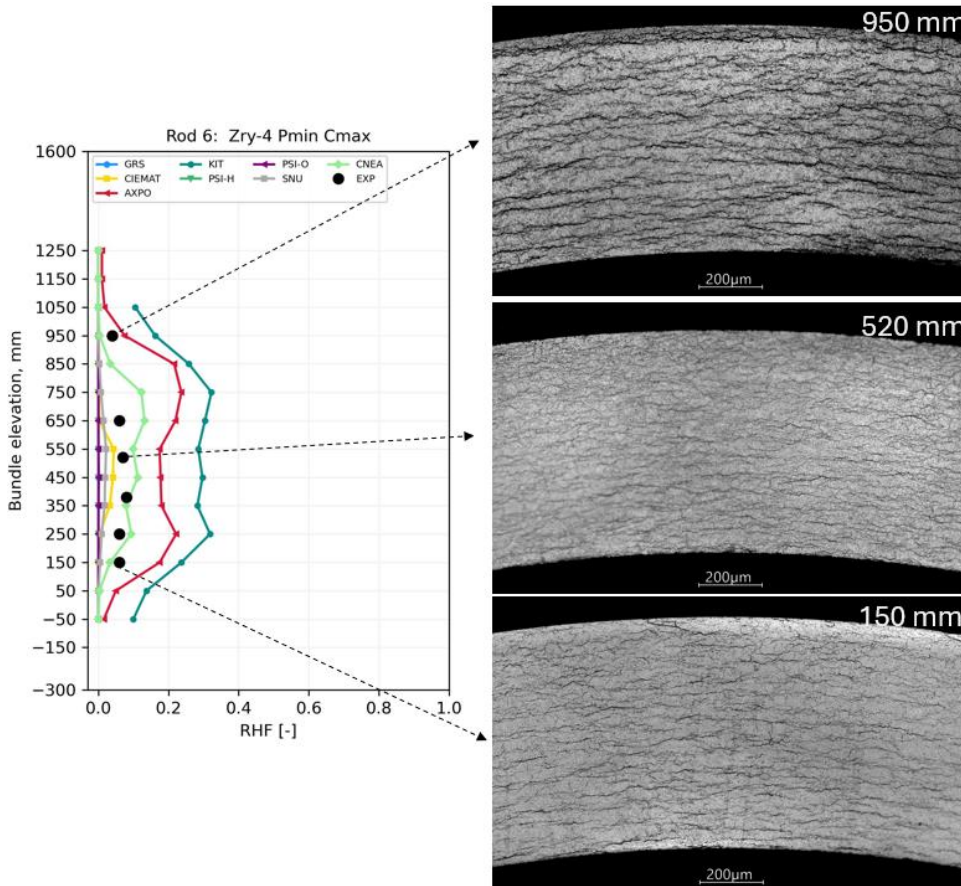 Rod 6: Zry-4 Pmin Cmax
GRS
CIEMAT
AXPO
KIT
PSI-H
PSI-O
SNU
CNEA
EXP
Bundle elevation, mm
1600
1250
1150
1050
950
850
750
650
550
450
350
250
150
50
−50
−150
−300
0.0 0.2 0.4 0.6 0.8 1.0
RHF [-]
950 mm
200µm
520 mm
200µm
150 mm
200µm